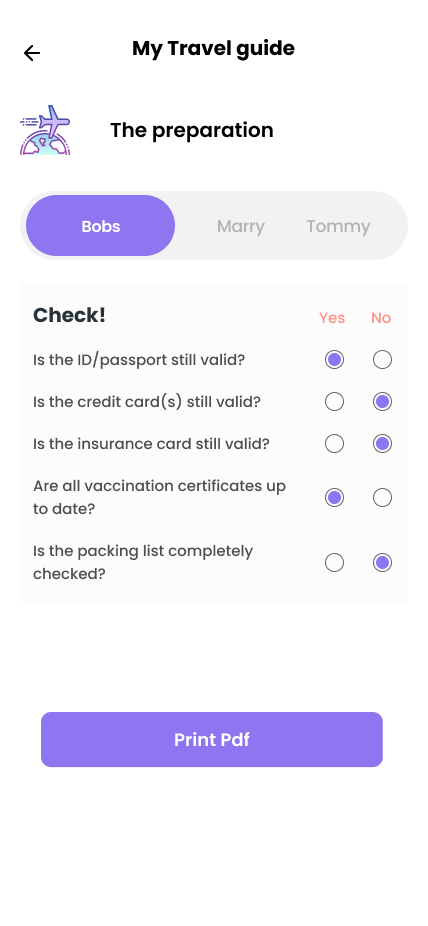 My Travel guide
The preparation
Bobs Marry Tommy
Check! Yes No
Is the ID/passport still valid?
Is the credit card(s) still valid?
Is the insurance card still valid?
Are all vaccination certificates up
to date?
Is the packing list completely
checked?
Print Pdf